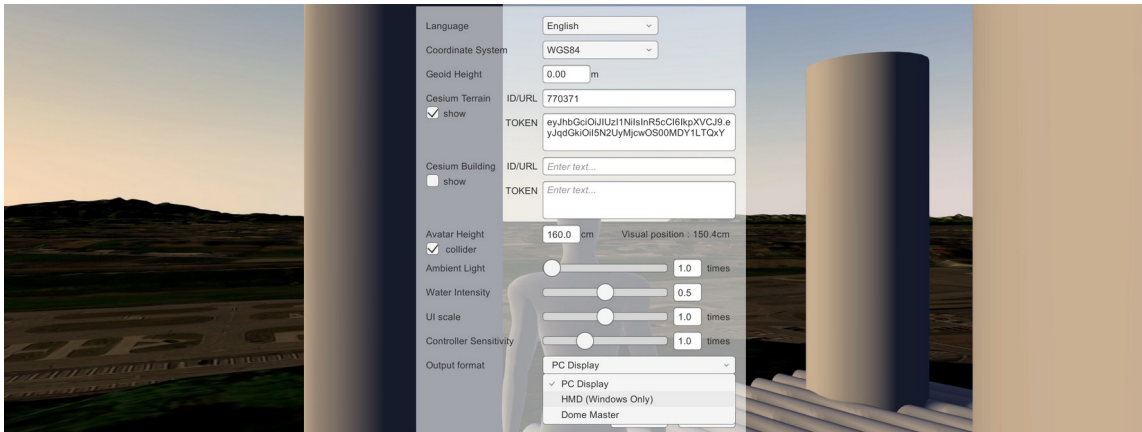 Language English
Coordinate System WGS84
Geoid Height 0.00 m
Cesium Terrain ID/URL 770371
show
TOKEN eyJhbGciOiJIUzI1NiIsInR5cCI6IkpXVCJ9.e
yJqdGkiOiI5N2UyMjcwOS00MDY1LTQxY
Cesium Building ID/URL Enter text...
show
TOKEN Enter text...
Avatar Height 160.0 cm Visual position : 150.4cm
collider
Ambient Light 1.0 times
Water Intensity 0.5
UI scale 1.0 times
Controller Sensitivity 1.0 times
Output format PC Display
PC Display
HMD (Windows Only)
Dome Master